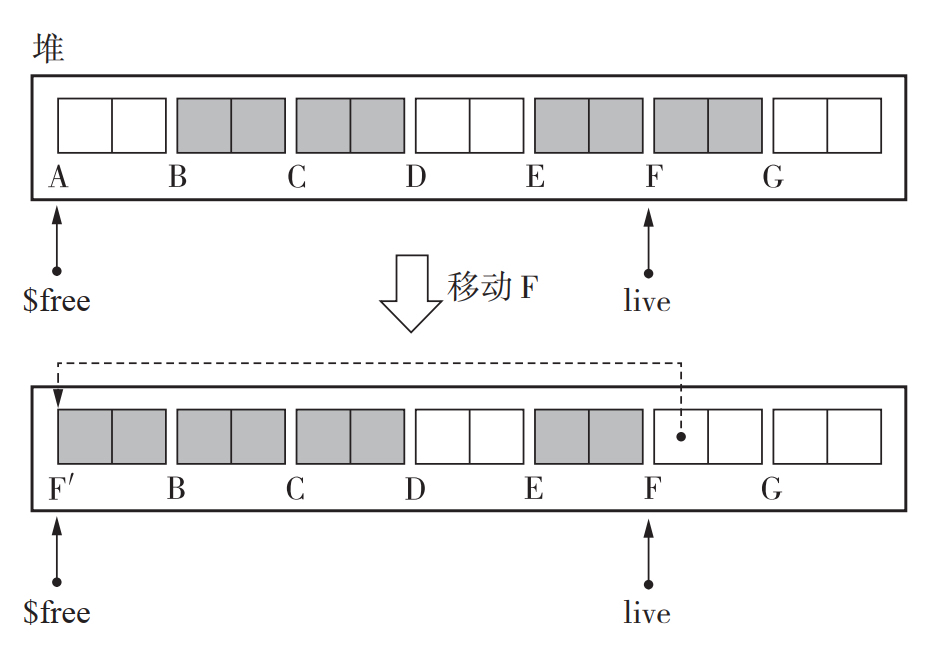 堆
A B C D E F G
$free live
移动 F
F′ B C D E F G
$free live